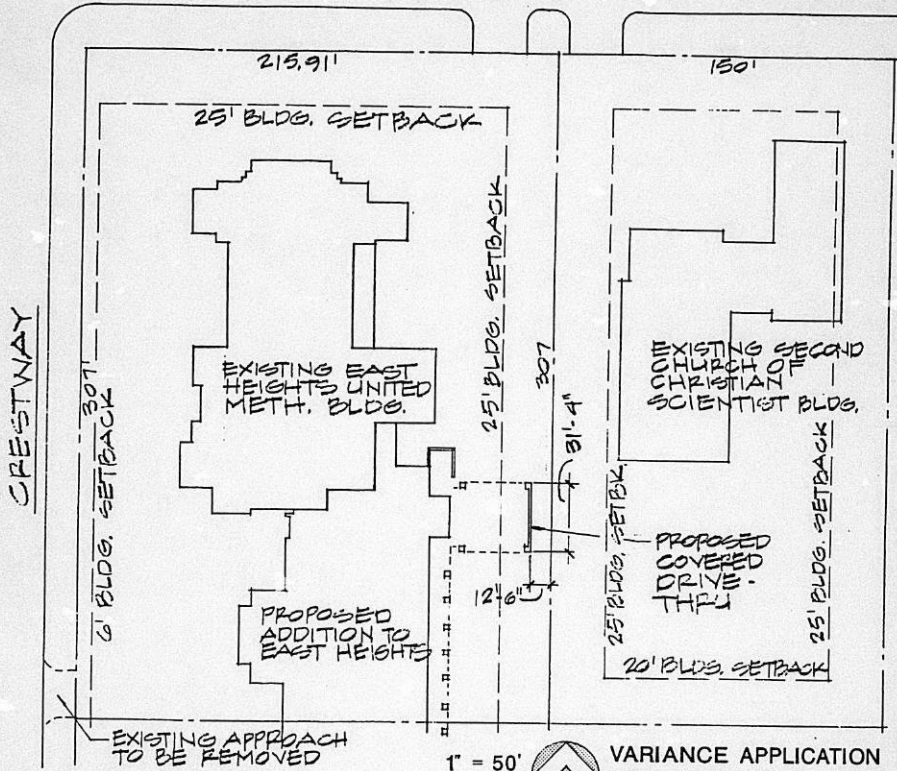 215.91'
150'
25' BLDG. SETBACK
25' BLDG. SETBACK
CRESTWAY
307'
6' BLDG. SETBACK
EXISTING EAST
HEIGHTS UNITED
METH. BLDG.
307
31'-4"
EXISTING SECOND
CHURCH OF
CHRISTIAN
SCIENTIST BLDG.
25' BLDG. SETBK.
25' BLDG. SETBACK
PROPOSED
COVERED
DRIVE-
THRU
12'-6"
PROPOSED
ADDITION TO
EAST HEIGHTS
20' BLDG. SETBACK
EXISTING APPROACH
TO BE REMOVED
1" = 50'
VARIANCE APPLICATION